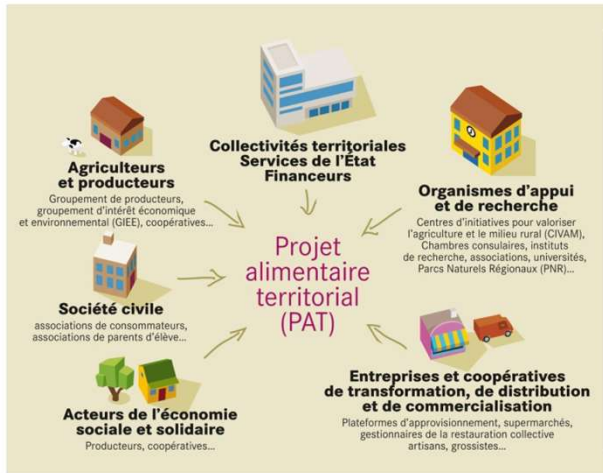 Collectivités territoriales
Services de l'État
Financeurs
Agriculteurs
et producteurs
Groupement de producteurs,
groupement d'intérêt économique
et environnemental (GIEE), coopératives...
Organismes d'appui
et de recherche
Centres d'initiatives pour valoriser
l'agriculture et le milieu rural (CIVAM),
Chambres consulaires, instituts
de recherche, associations, universités,
Parcs Naturels Régionaux (PNR)...
Projet
alimentaire
territorial
(PAT)
Société civile
associations de consommateurs,
associations de parents d'élève...
Acteurs de l'économie
sociale et solidaire
Producteurs, coopératives...
Entreprises et coopératives
de transformation, de distribution
et de commercialisation
Plateformes d'approvisionnement, supermarchés,
gestionnaires de la restauration collective
artisans, grossistes...